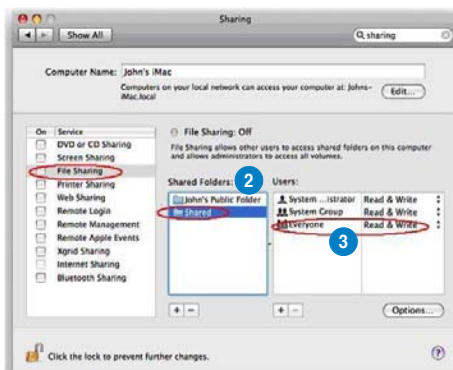 Sharing
Show All
sharing
Computer Name: John's iMac
Computers on your local network can access your computer at: Johns-
iMac.local
Edit...
On Service
DVD or CD Sharing
Screen Sharing
File Sharing
Printer Sharing
Web Sharing
Remote Login
Remote Management
Remote Apple Events
Xgrid Sharing
Internet Sharing
Bluetooth Sharing
File Sharing: Off
File Sharing allows other users to access shared folders on this computer
and allows administrators to access all volumes.
Shared Folders: 2
John's Public Folder
Shared
Users:
System ...istrator Read & Write
System Group Read & Write
Everyone Read & Write
3
+ -
+ -
Options...
Click the lock to prevent further changes.
?